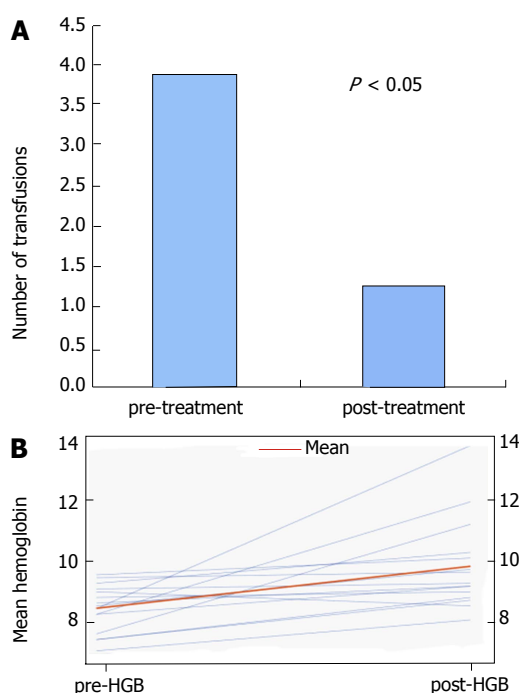 A
4.5
4.0
3.5
3.0
2.5
2.0
1.5
1.0
0.5
0.0
Number of transfusions
P < 0.05
pre-treatment post-treatment
B
Mean
14 14
12 12
10 10
8 8
Mean hemoglobin
pre-HGB post-HGB